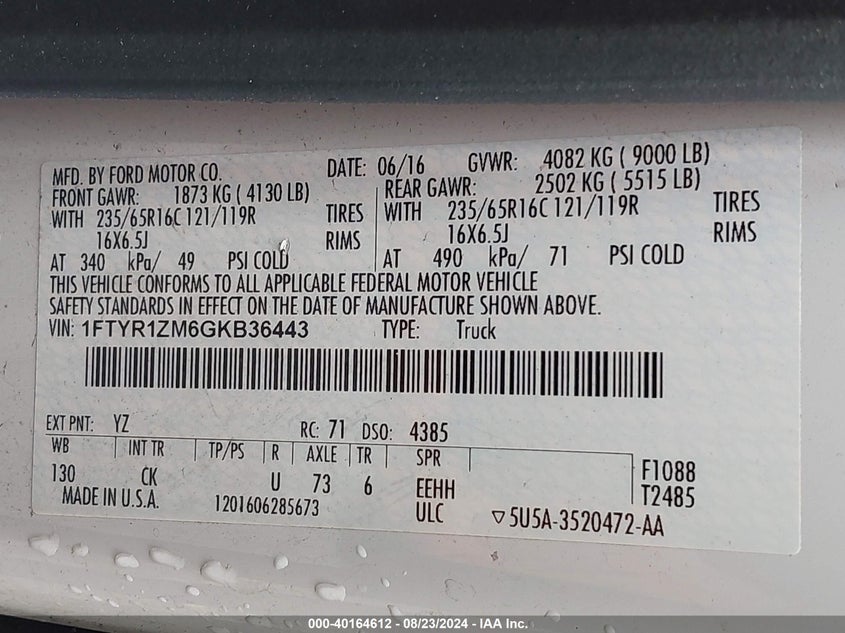 MFD. BY FORD MOTOR CO. DATE: 06/16 GVWR: 4082 KG ( 9000 LB)
FRONT GAWR: 1873 KG ( 4130 LB) REAR GAWR: 2502 KG ( 5515 LB)
WITH 235/65R16C 121/119R TIRES WITH 235/65R16C 121/119R TIRES
16X6.5J RIMS 16X6.5J RIMS
AT 340 kPa/ 49 PSI COLD AT 490 kPa/ 71 PSI COLD
THIS VEHICLE CONFORMS TO ALL APPLICABLE FEDERAL MOTOR VEHICLE
SAFETY STANDARDS IN EFFECT ON THE DATE OF MANUFACTURE SHOWN ABOVE.
VIN: 1FTYR1ZM6GKB36443 TYPE: Truck
EXT PNT: YZ RC: 71 DSO: 4385
WB INT TR TP/PS R AXLE TR SPR
130 CK U 73 6 EEHH F1088
MADE IN U.S.A. 1201606285673 ULC T2485
▽5U5A-3520472-AA
000-40164612 - 08/23/2024 - IAA Inc.